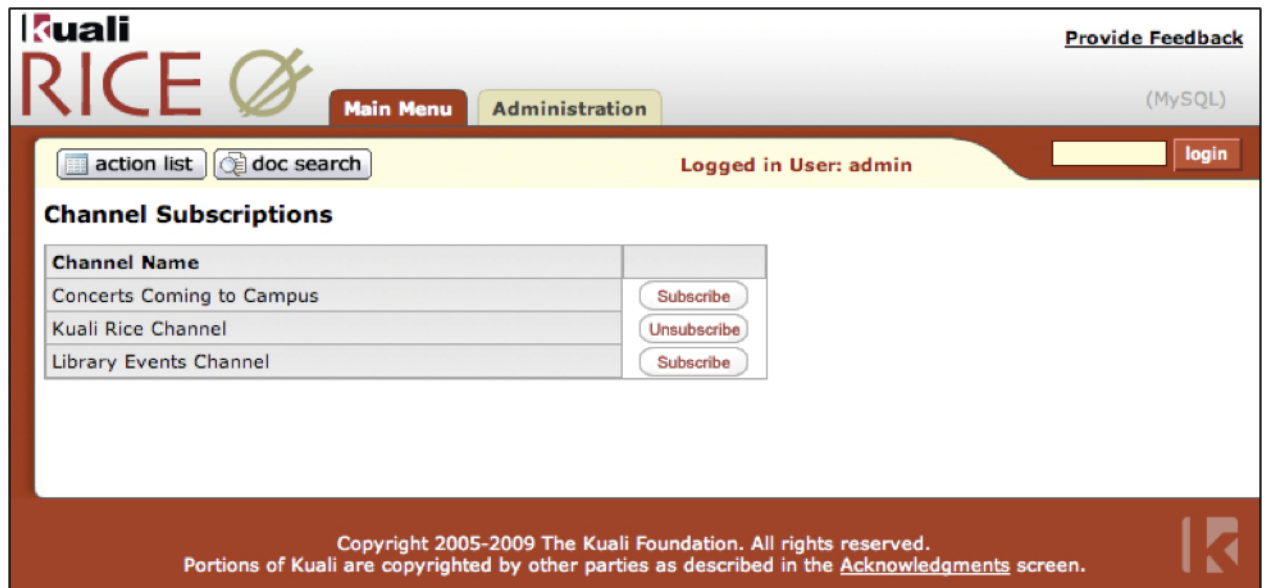 Kuali
RICE
Provide Feedback
Main Menu Administration (MySQL)
action list doc search Logged in User: admin login
Channel Subscriptions
Channel Name
Concerts Coming to Campus Subscribe
Kuali Rice Channel Unsubscribe
Library Events Channel Subscribe
Copyright 2005-2009 The Kuali Foundation. All rights reserved.
Portions of Kuali are copyrighted by other parties as described in the Acknowledgments screen.